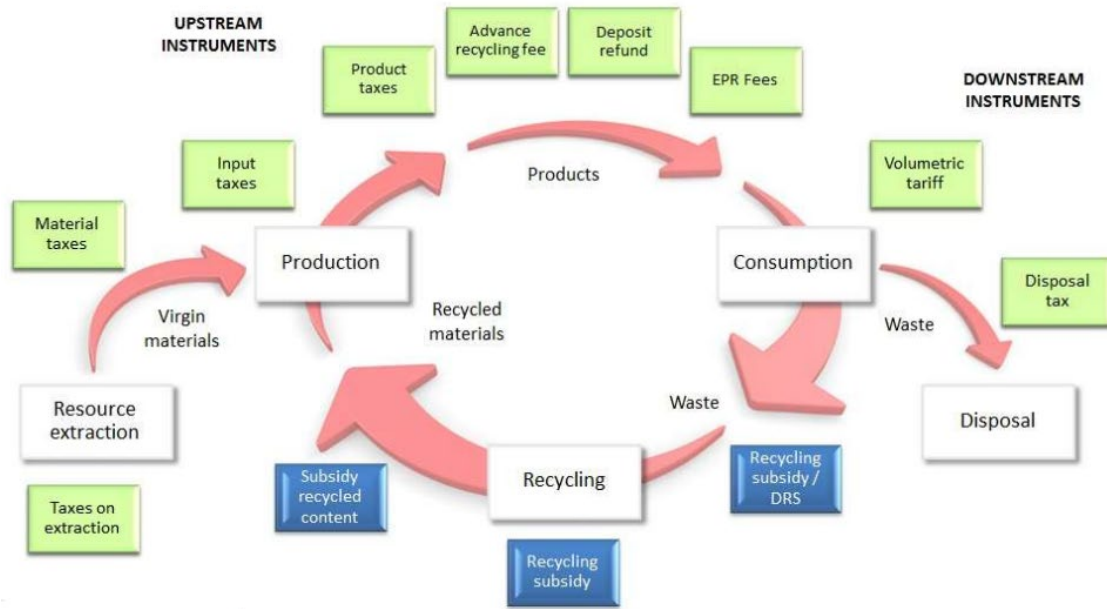 UPSTREAM
INSTRUMENTS
Advance
recycling fee
Deposit
refund
Product
taxes
EPR Fees
DOWNSTREAM
INSTRUMENTS
Input
taxes
Products
Volumetric
tariff
Material
taxes
Production
Consumption
Disposal
tax
Virgin
materials
Recycled
materials
Waste
Resource
extraction
Waste
Disposal
Subsidy
recycled
content
Recycling
Recycling
subsidy /
DRS
Taxes on
extraction
Recycling
subsidy